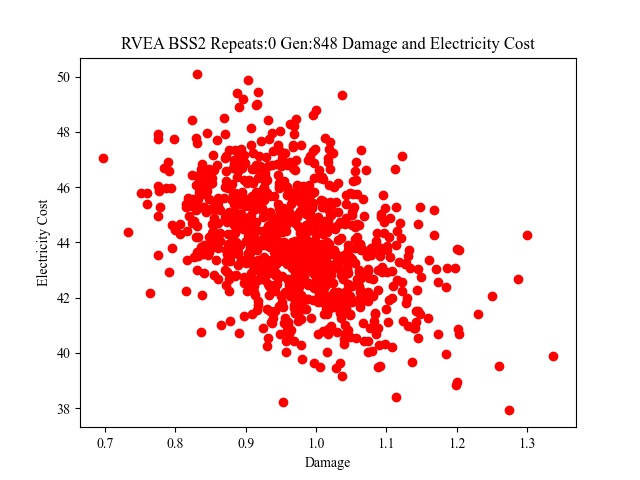 RVEA BSS2 Repeats:0 Gen:848 Damage and Electricity Cost
50
48
46
44
42
40
38
Electricity Cost
0.7 0.8 0.9 1.0 1.1 1.2 1.3
Damage